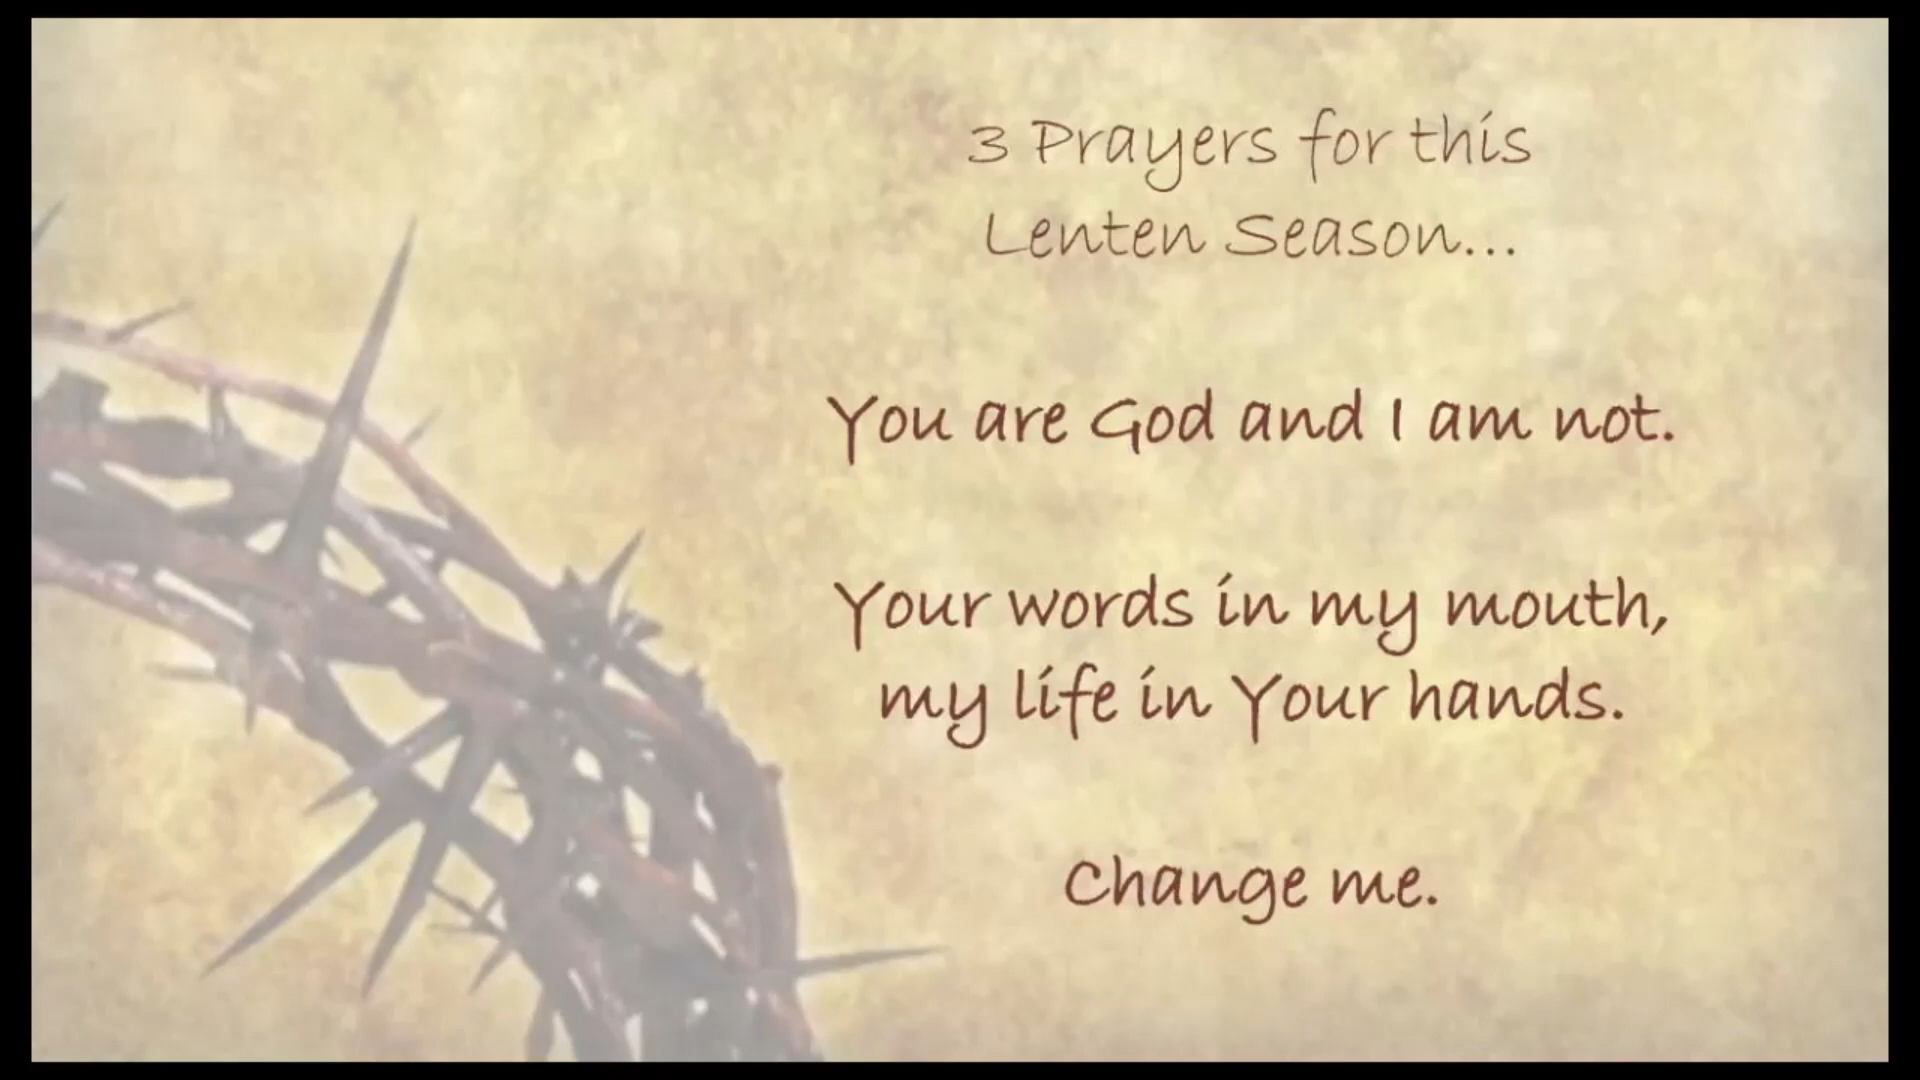 3 Prayers for this
Lenten Season...
You are God and I am not.
Your words in my mouth,
my life in Your hands.
Change me.